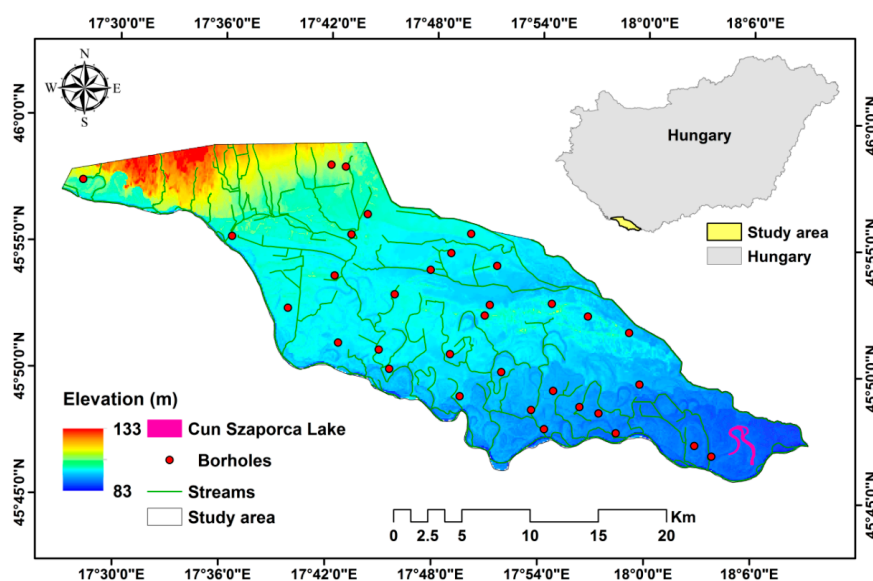 17°30'0"E 17°36'0"E 17°42'0"E 17°48'0"E 17°54'0"E 18°0'0"E 18°6'0"E
N
W E
S
46°0'0"N
46°0'0"N
Hungary
45°55'0"N
45°55'0"N
Study area
Hungary
45°50'0"N
45°50'0"N
Elevation (m)
133
83
Cun Szaporca Lake
Borholes
Streams
Study area
45°45'0"N
45°45'0"N
Km
0 2.5 5 10 15 20
17°30'0"E 17°36'0"E 17°42'0"E 17°48'0"E 17°54'0"E 18°0'0"E 18°6'0"E